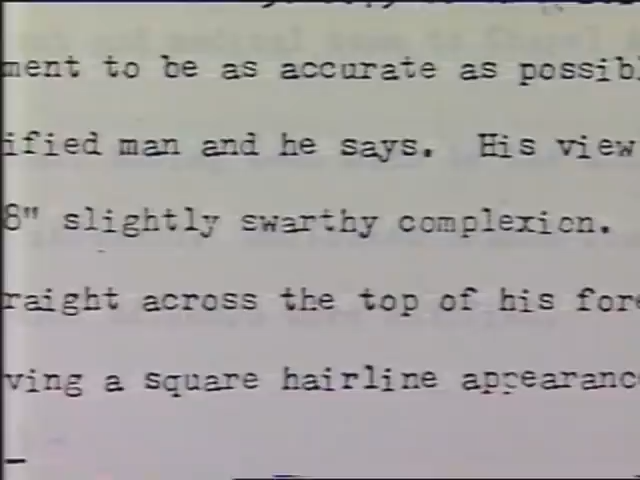 ment to be as accurate as possib
ified man and he says. His view
8" slightly swarthy complexion.
raight across the top of his fore
ving a square hairline appearanc